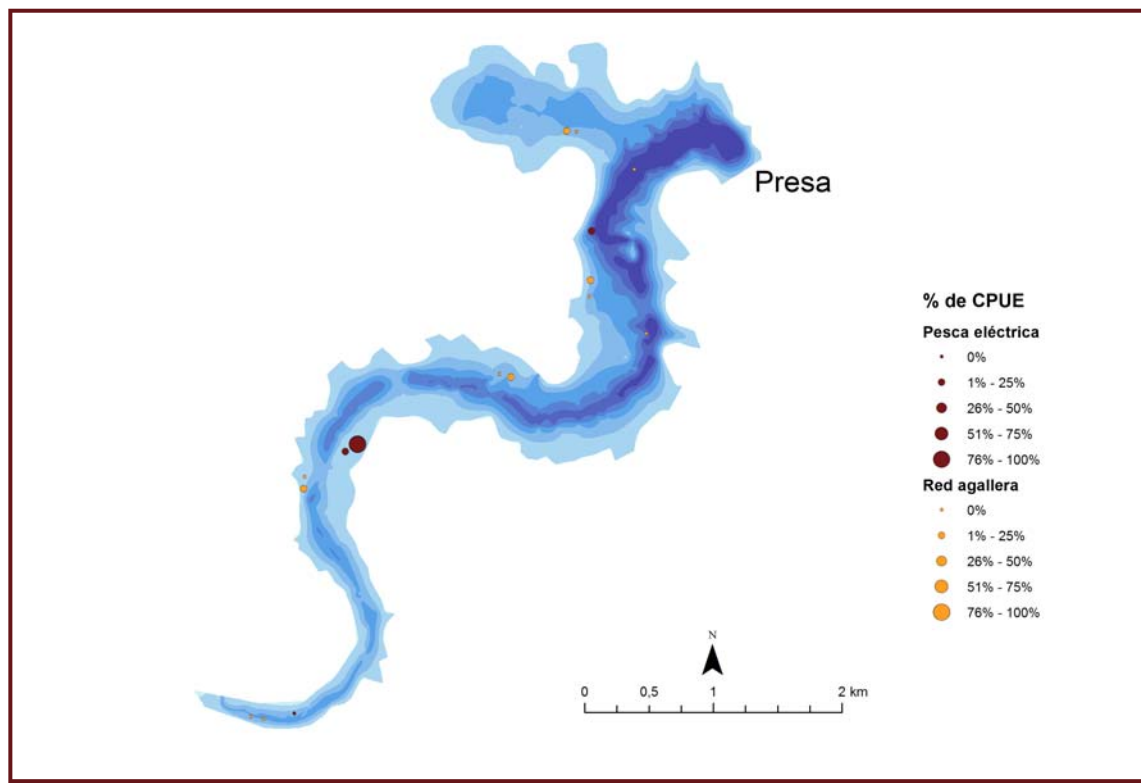 Presa
% de CPUE
Pesca eléctrica
0%
1% - 25%
26% - 50%
51% - 75%
76% - 100%
Red agallera
0%
1% - 25%
26% - 50%
51% - 75%
76% - 100%
N
0 0,5 1 2 km